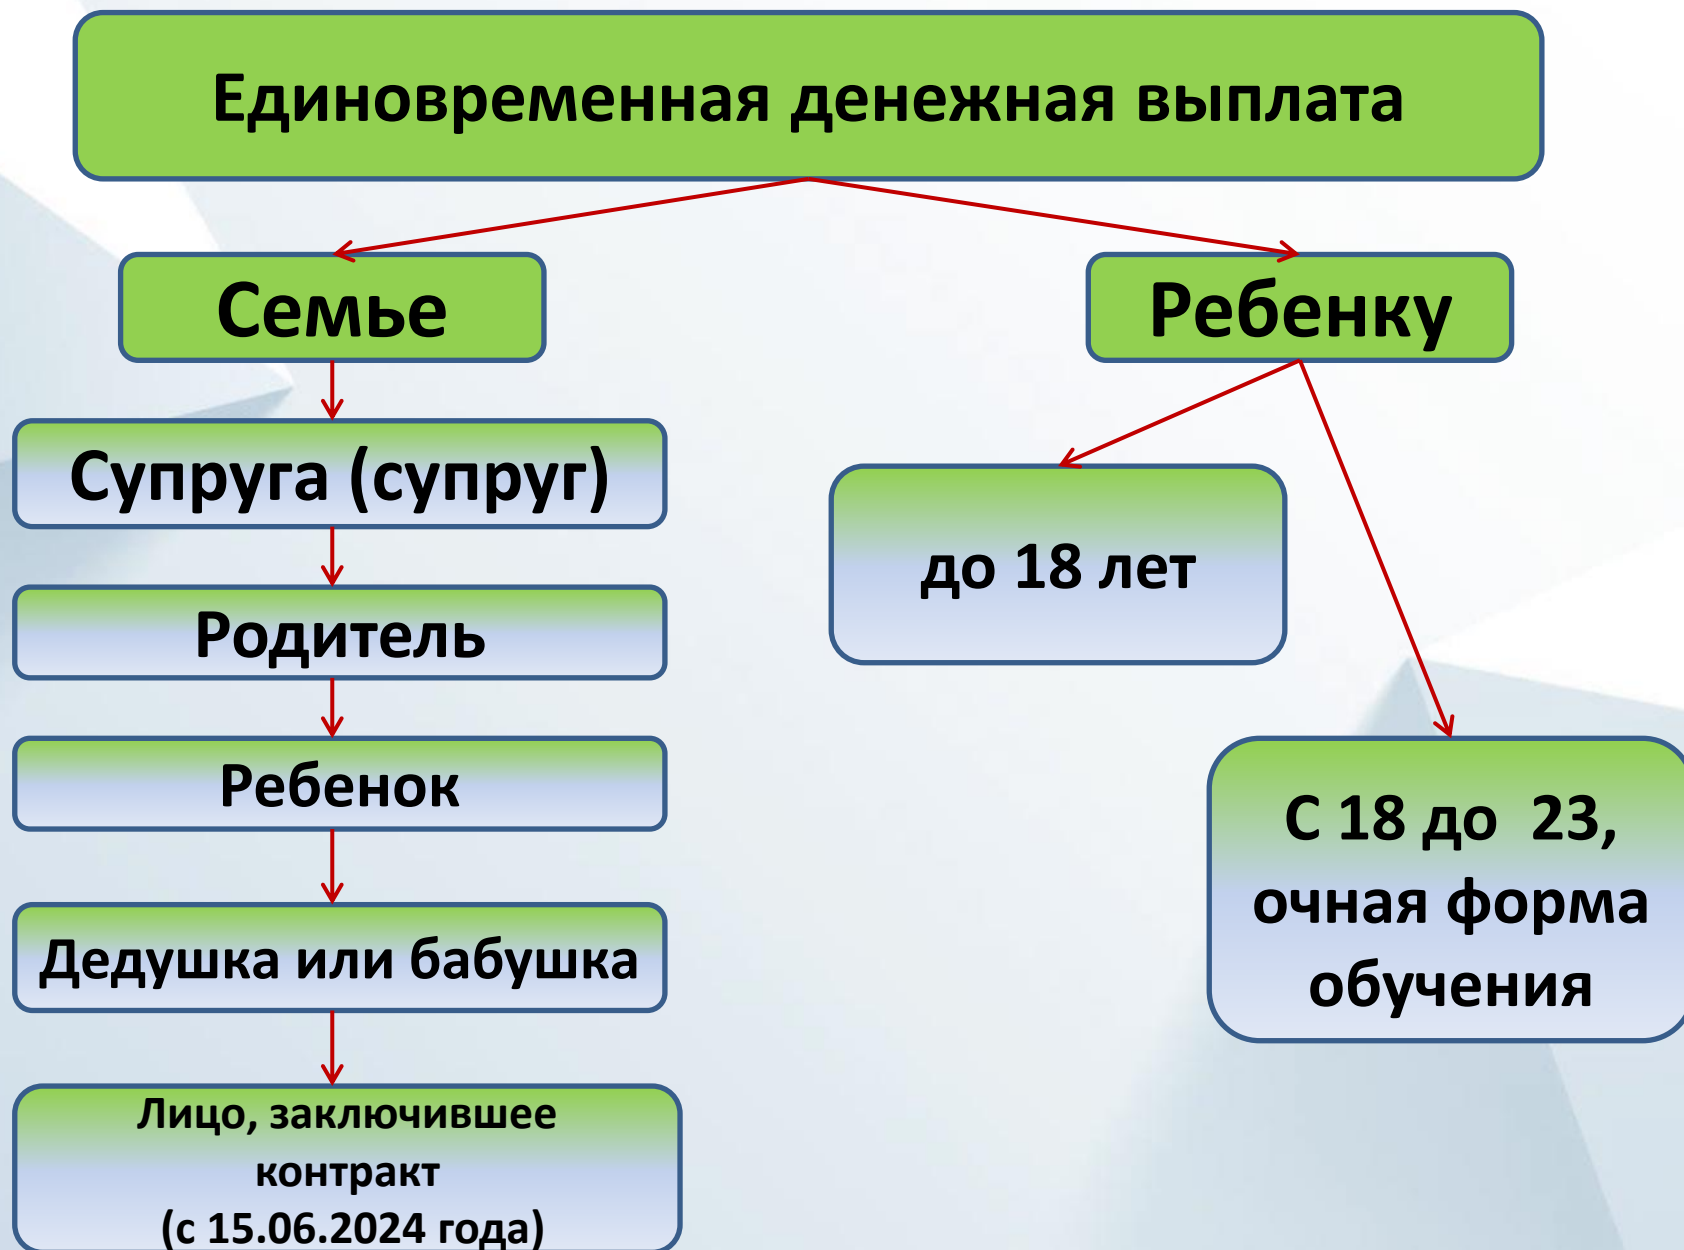 Единовременная денежная выплата
Семье
Ребенку
Супруга (супруг)
до 18 лет
Родитель
Ребенок
С 18 до  23,
очная форма
обучения
Дедушка или бабушка
Лицо, заключившее
контракт
(с 15.06.2024 года)